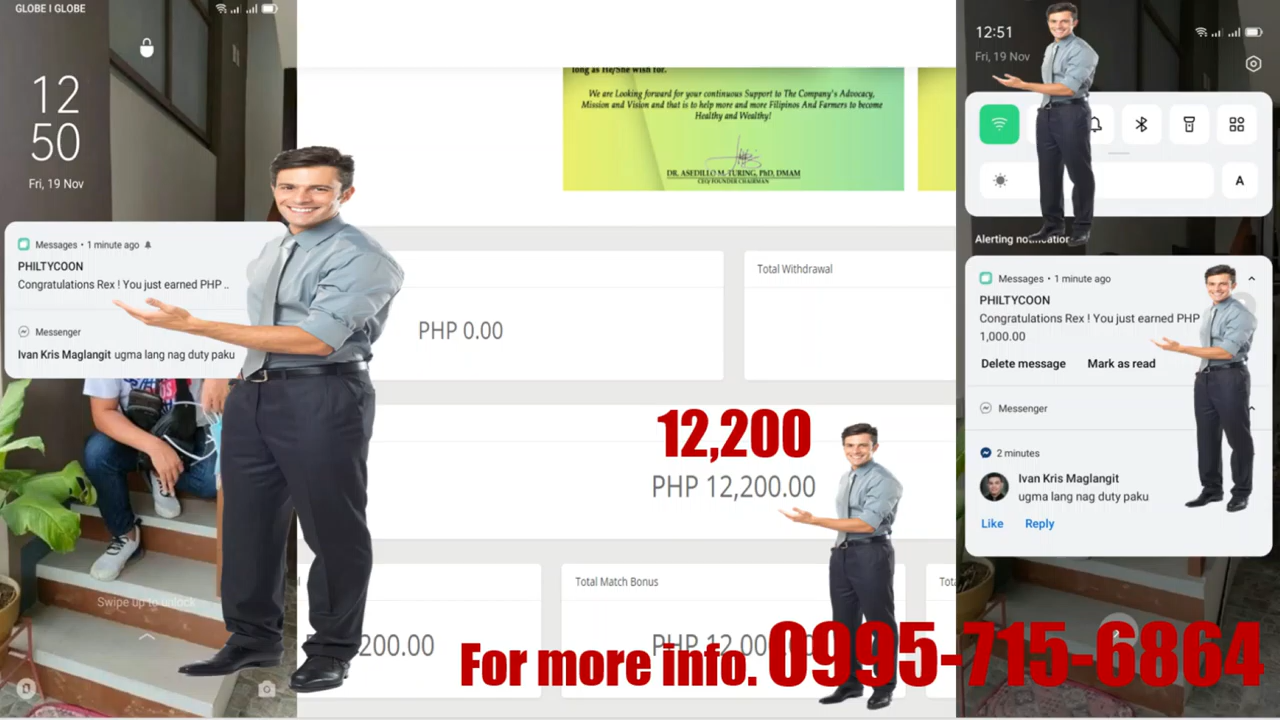 GLOBE I GLOBE
12
50
Fri, 19 Nov
Messages • 1 minute ago
PHILTYCOON
Congratulations Rex ! You just earned PHP ..
Messenger
Ivan Kris Maglangit ugma lang nag duty paku
Swipe up to unlock
long as He/She wish for.
We are Looking forward for your continuous Support to The Company's Advocacy,
Mission and Vision and that is to help more and more Filipinos And Farmers to become
Healthy and Wealthy!
DR. ASEDILLO M. TURING, PhD, DMAM
CEO/FOUNDER CHAIRMAN
PHP 0.00
Total Withdrawal
12,200
PHP 12,200.00
Total Match Bonus
200.00
PHP 12,00
For more info. 0995-715-6864
12:51
Fri, 19 Nov
A
Alerting notification
Messages • 1 minute ago
PHILTYCOON
Congratulations Rex ! You just earned PHP
1,000.00
Delete message Mark as read
Messenger
2 minutes
Ivan Kris Maglangit
ugma lang nag duty paku
Like Reply